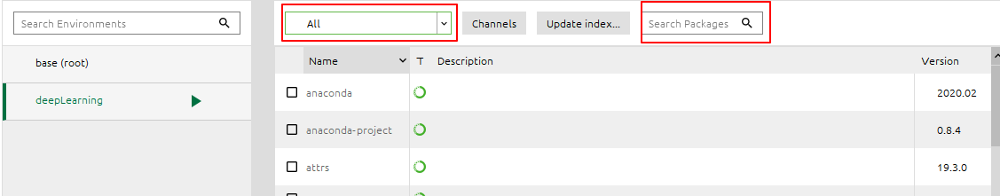 Search Environments
All
Channels
Update index...
Search Packages
base (root)
Name
T
Description
Version
deepLearning
anaconda
2020.02
anaconda-project
0.8.4
attrs
19.3.0